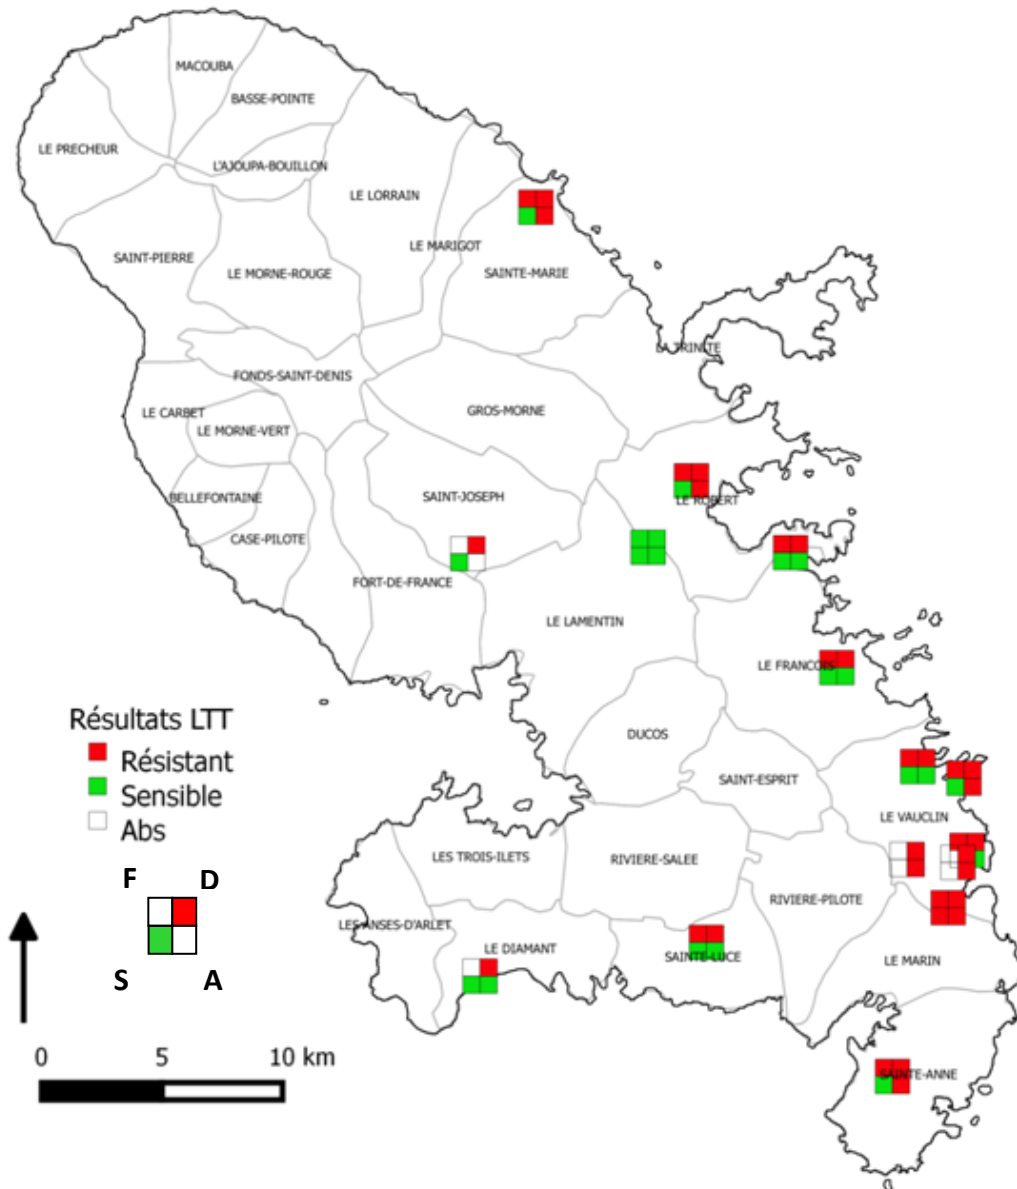 MACOUBA
BASSE-POINTE
LE PRECHEUR
L'AJOUPA-BOUILLON
LE LORRAIN
LE MARIGOT
SAINT-PIERRE
LE MORNE-ROUGE
SAINTE-MARIE
LA TRINITE
FONDS-SAINT-DENIS
LE CARBET
GROS-MORNE
LE MORNE-VERT
BELLEFONTAINE
SAINT-JOSEPH
LE ROBERT
CASE-PILOTE
FORT-DE-FRANCE
LE LAMENTIN
LE FRANCOIS
DUCOS
SAINT-ESPRIT
LE VAUCLIN
Résultats LTT
Résistant
Sensible
Abs
LES TROIS-ILETS
RIVIERE-SALEE
RIVIERE-PILOTE
F D
S A
LES ANSES-D'ARLET
LE DIAMANT
SAINTE-LUCE
LE MARIN
SAINTE-ANNE
0 5 10 km